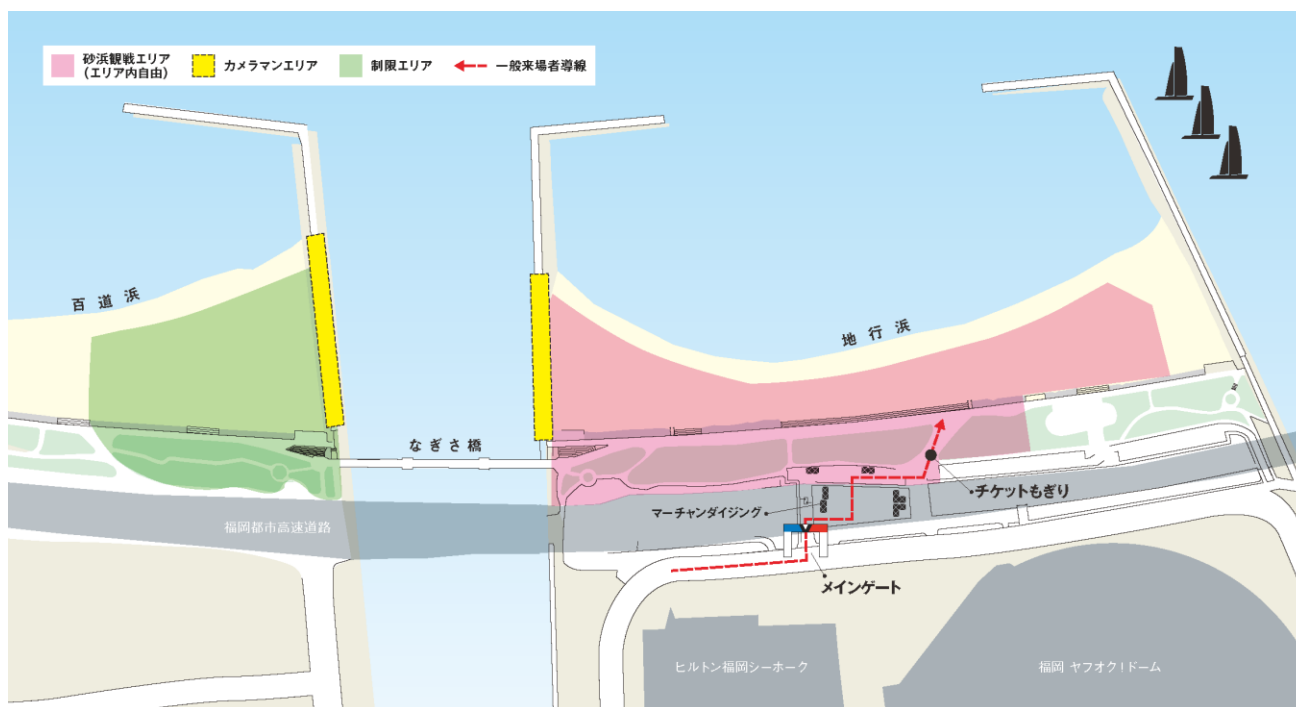 砂浜観戦エリア
(エリア内自由)
カメラマンエリア
制限エリア
一般来場者導線
百道浜
地行浜
なぎさ橋
チケットもぎり
マーチャンダイジング
福岡都市高速道路
メインゲート
ヒルトン福岡シーホーク
福岡 ヤフオク!ドーム